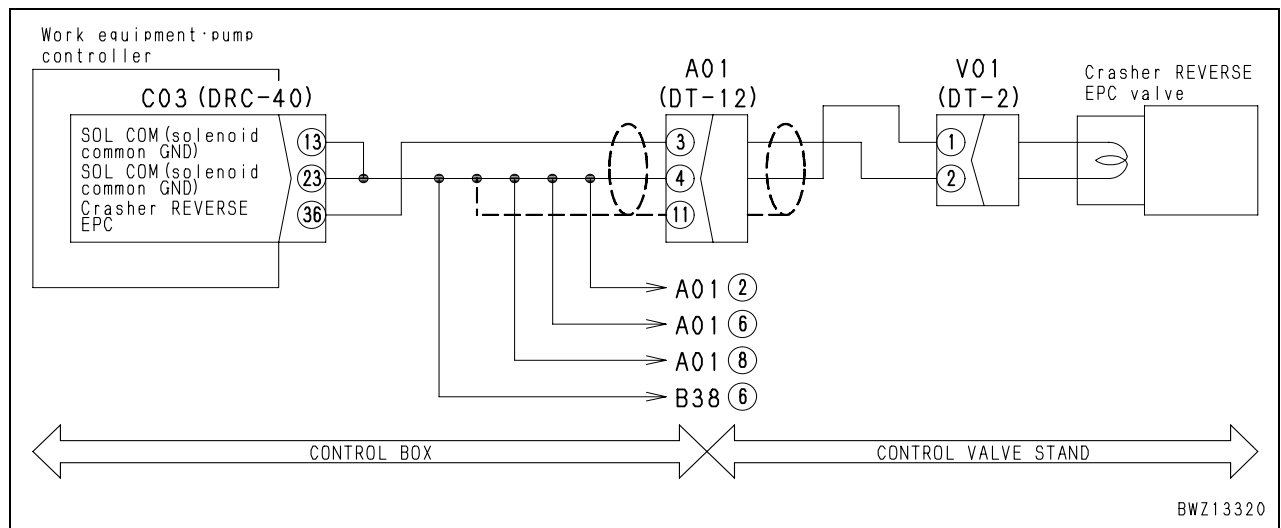 Work equipment·pump
controller
C03 (DRC-40)
A01
(DT-12)
V01
(DT-2)
Crasher REVERSE
EPC valve
SOL COM (solenoid
common GND)
13
SOL COM (solenoid
common GND)
23
Crasher REVERSE
EPC
36
3
4
11
1
2
A01 2
A01 6
A01 8
B38 6
CONTROL BOX
CONTROL VALVE STAND
BWZ13320